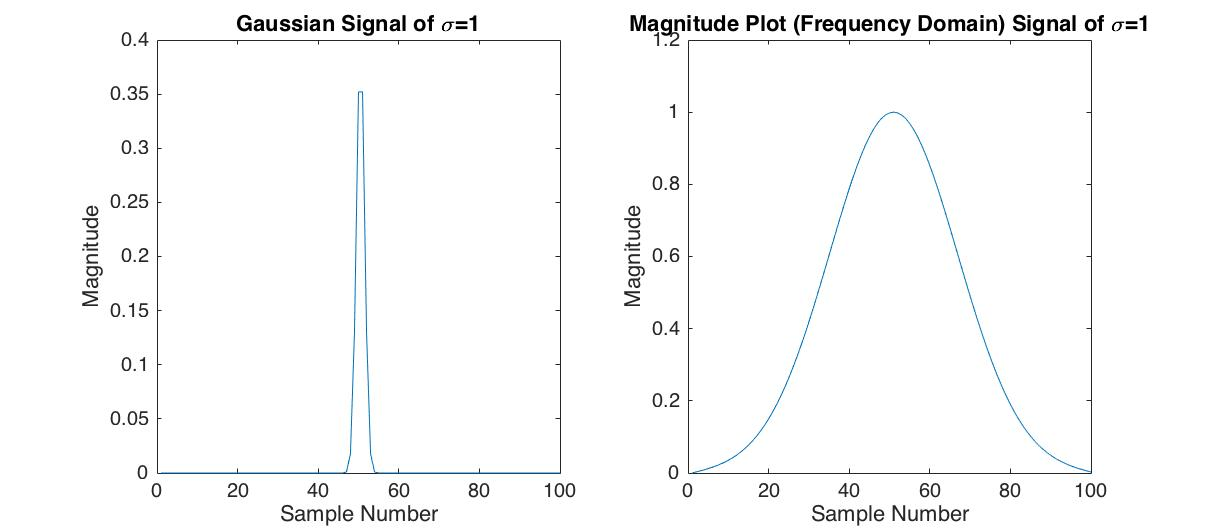 Gaussian Signal of σ=1
0.4
0.35
0.3
0.25
0.2
0.15
0.1
0.05
0
0 20 40 60 80 100
Magnitude
Sample Number
Magnitude Plot (Frequency Domain) Signal of σ=1
1.2
1
0.8
0.6
0.4
0.2
0
0 20 40 60 80 100
Magnitude
Sample Number